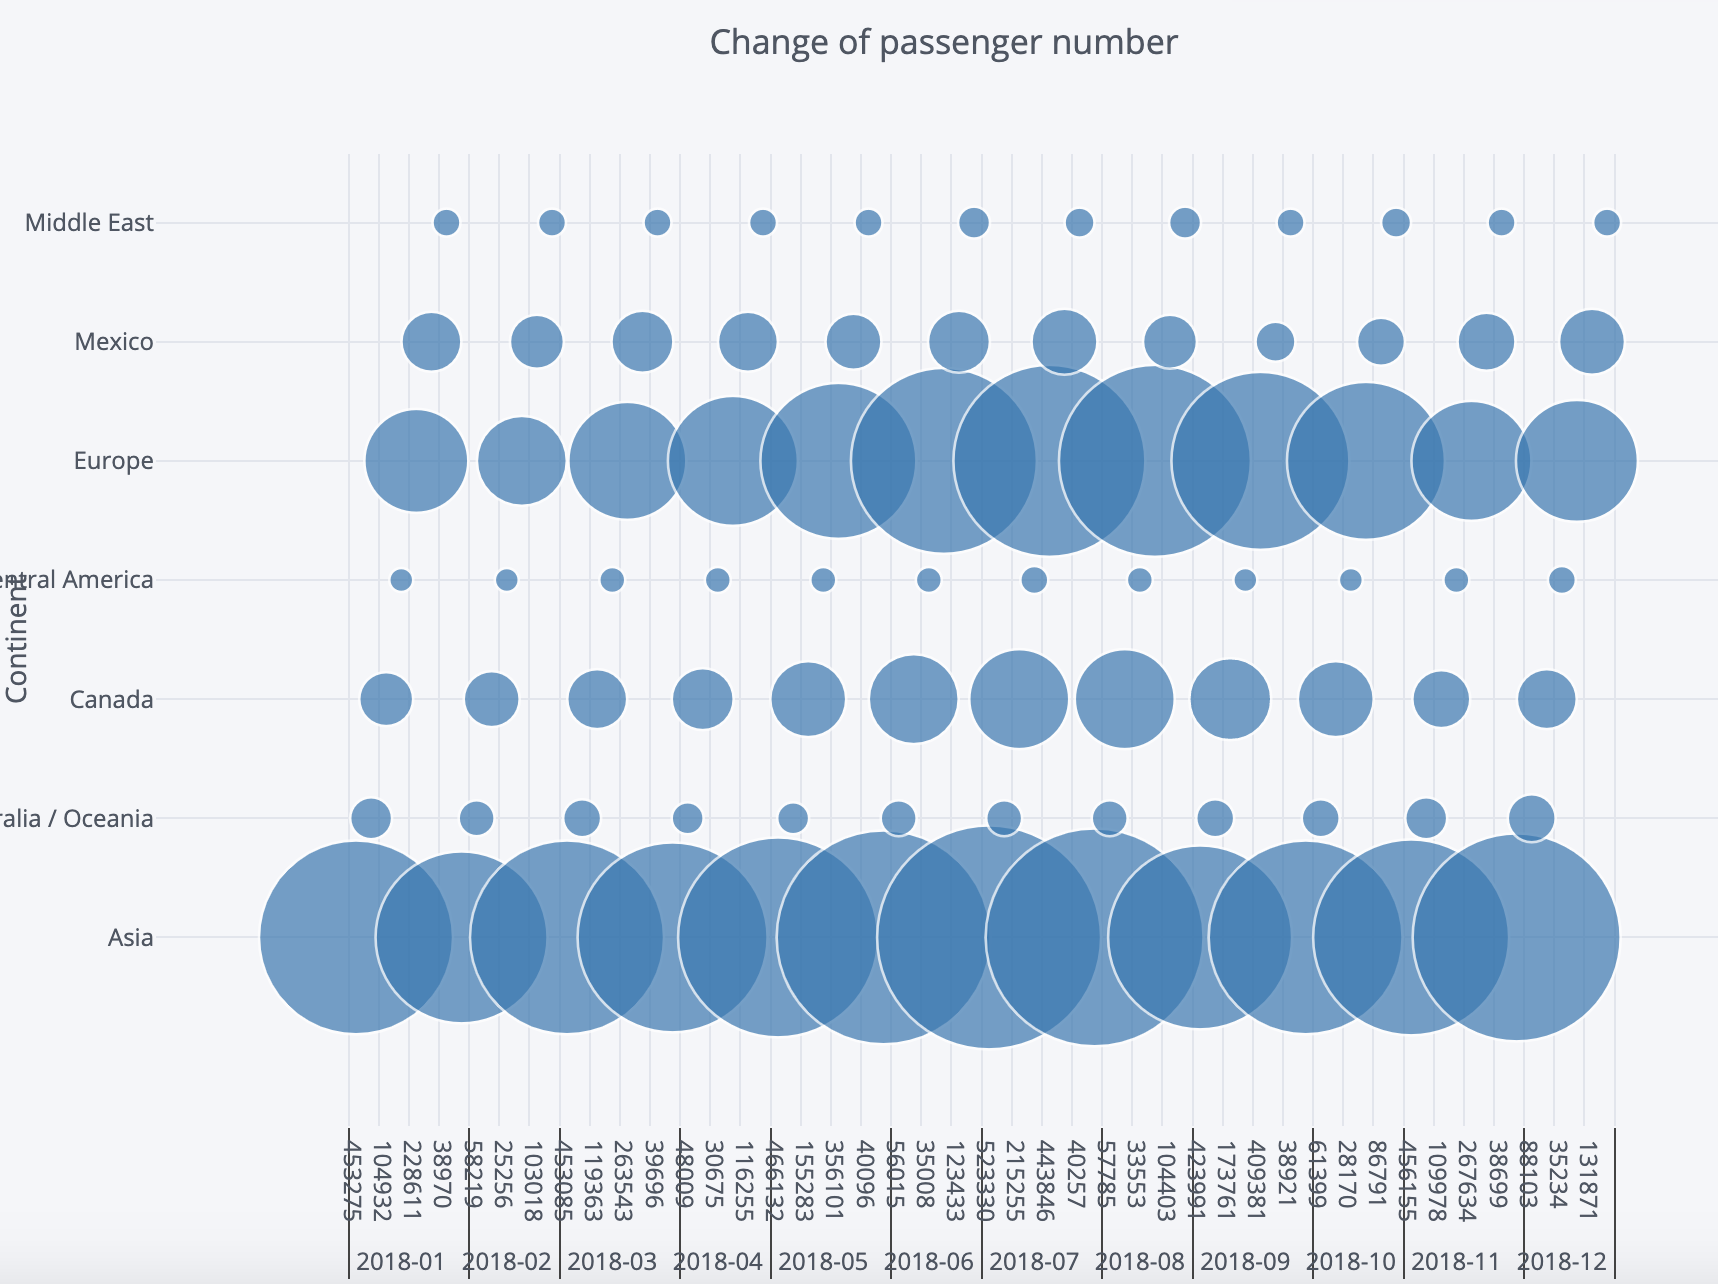 Change of passenger number
Middle East
Mexico
Europe
entral America
Continent
Canada
ralia / Oceania
Asia
453275 104932 228611 38970 58219 25256 103018 453085 119363 263543 39696 48009 30675 116255 466132 155283 356101 40096 56015 35008 123433 523330 215255 443846 40257 57785 33553 104403 423991 173761 409381 38921 61399 28170 86791 456155 109978 267634 38699 88103 35234 131871
2018-01 2018-02 2018-03 2018-04 2018-05 2018-06 2018-07 2018-08 2018-09 2018-10 2018-11 2018-12